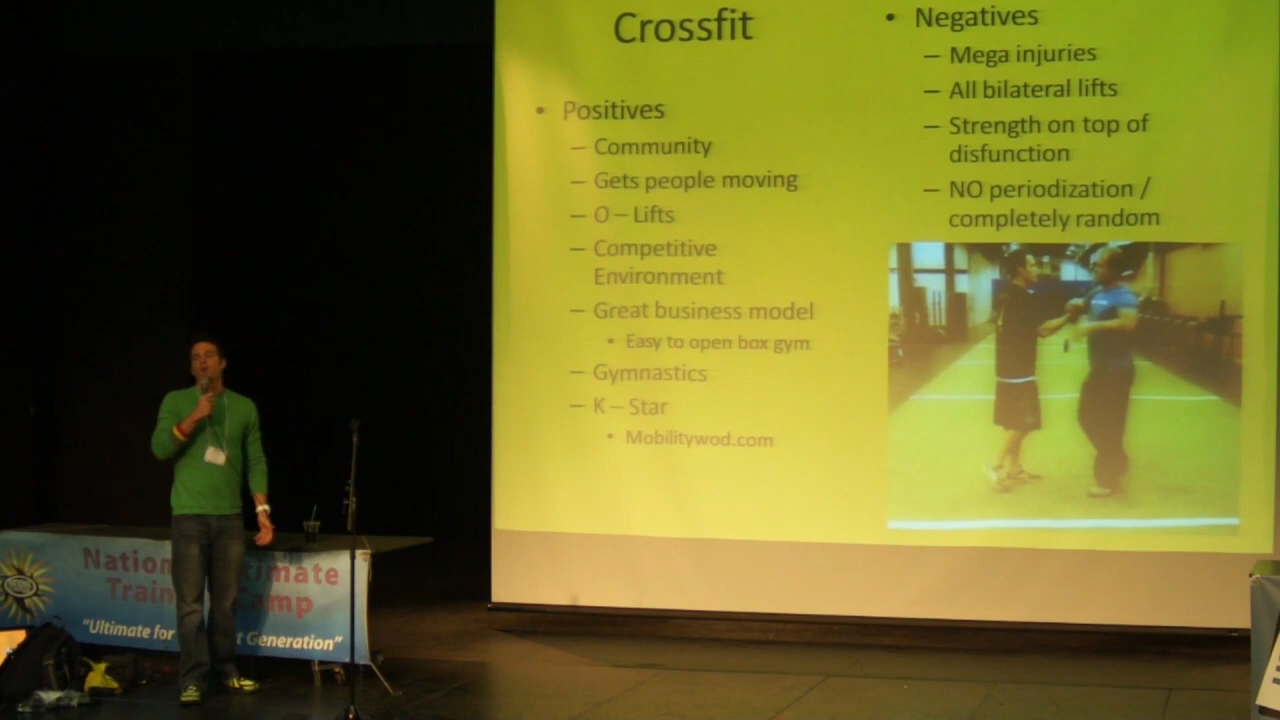 Crossfit
• Positives
– Community
– Gets people moving
– O – Lifts
– Competitive
Environment
– Great business model
• Easy to open box gym
– Gymnastics
– K – Star
• Mobilitywod.com
• Negatives
– Mega injuries
– All bilateral lifts
– Strength on top of
disfunction
– NO periodization /
completely random
"Ultimate for
Generation"